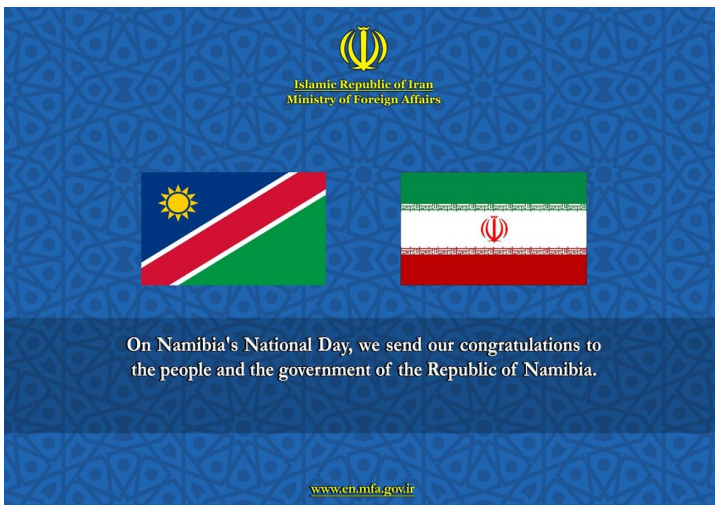 Islamic Republic of Iran
Ministry of Foreign Affairs
On Namibia's National Day, we send our congratulations to
the people and the government of the Republic of Namibia.
www.en.mfa.gov.ir